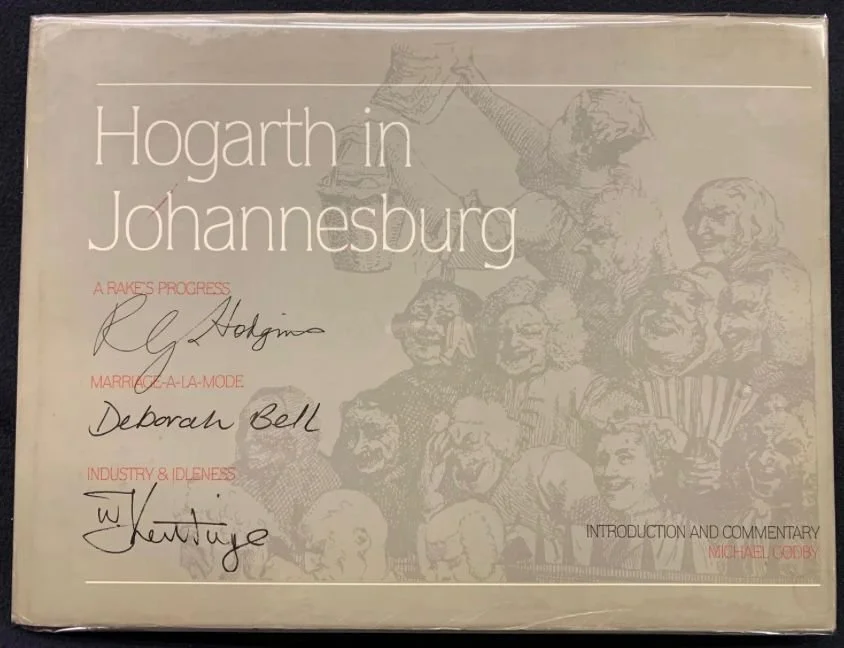 Hogarth in
Johannesburg
A RAKE'S PROGRESS
RG Hodgins
MARRIAGE-A-LA-MODE
Deborah Bell
INDUSTRY & IDLENESS
W Kentridge
INTRODUCTION AND COMMENTARY
MICHAEL GODBY